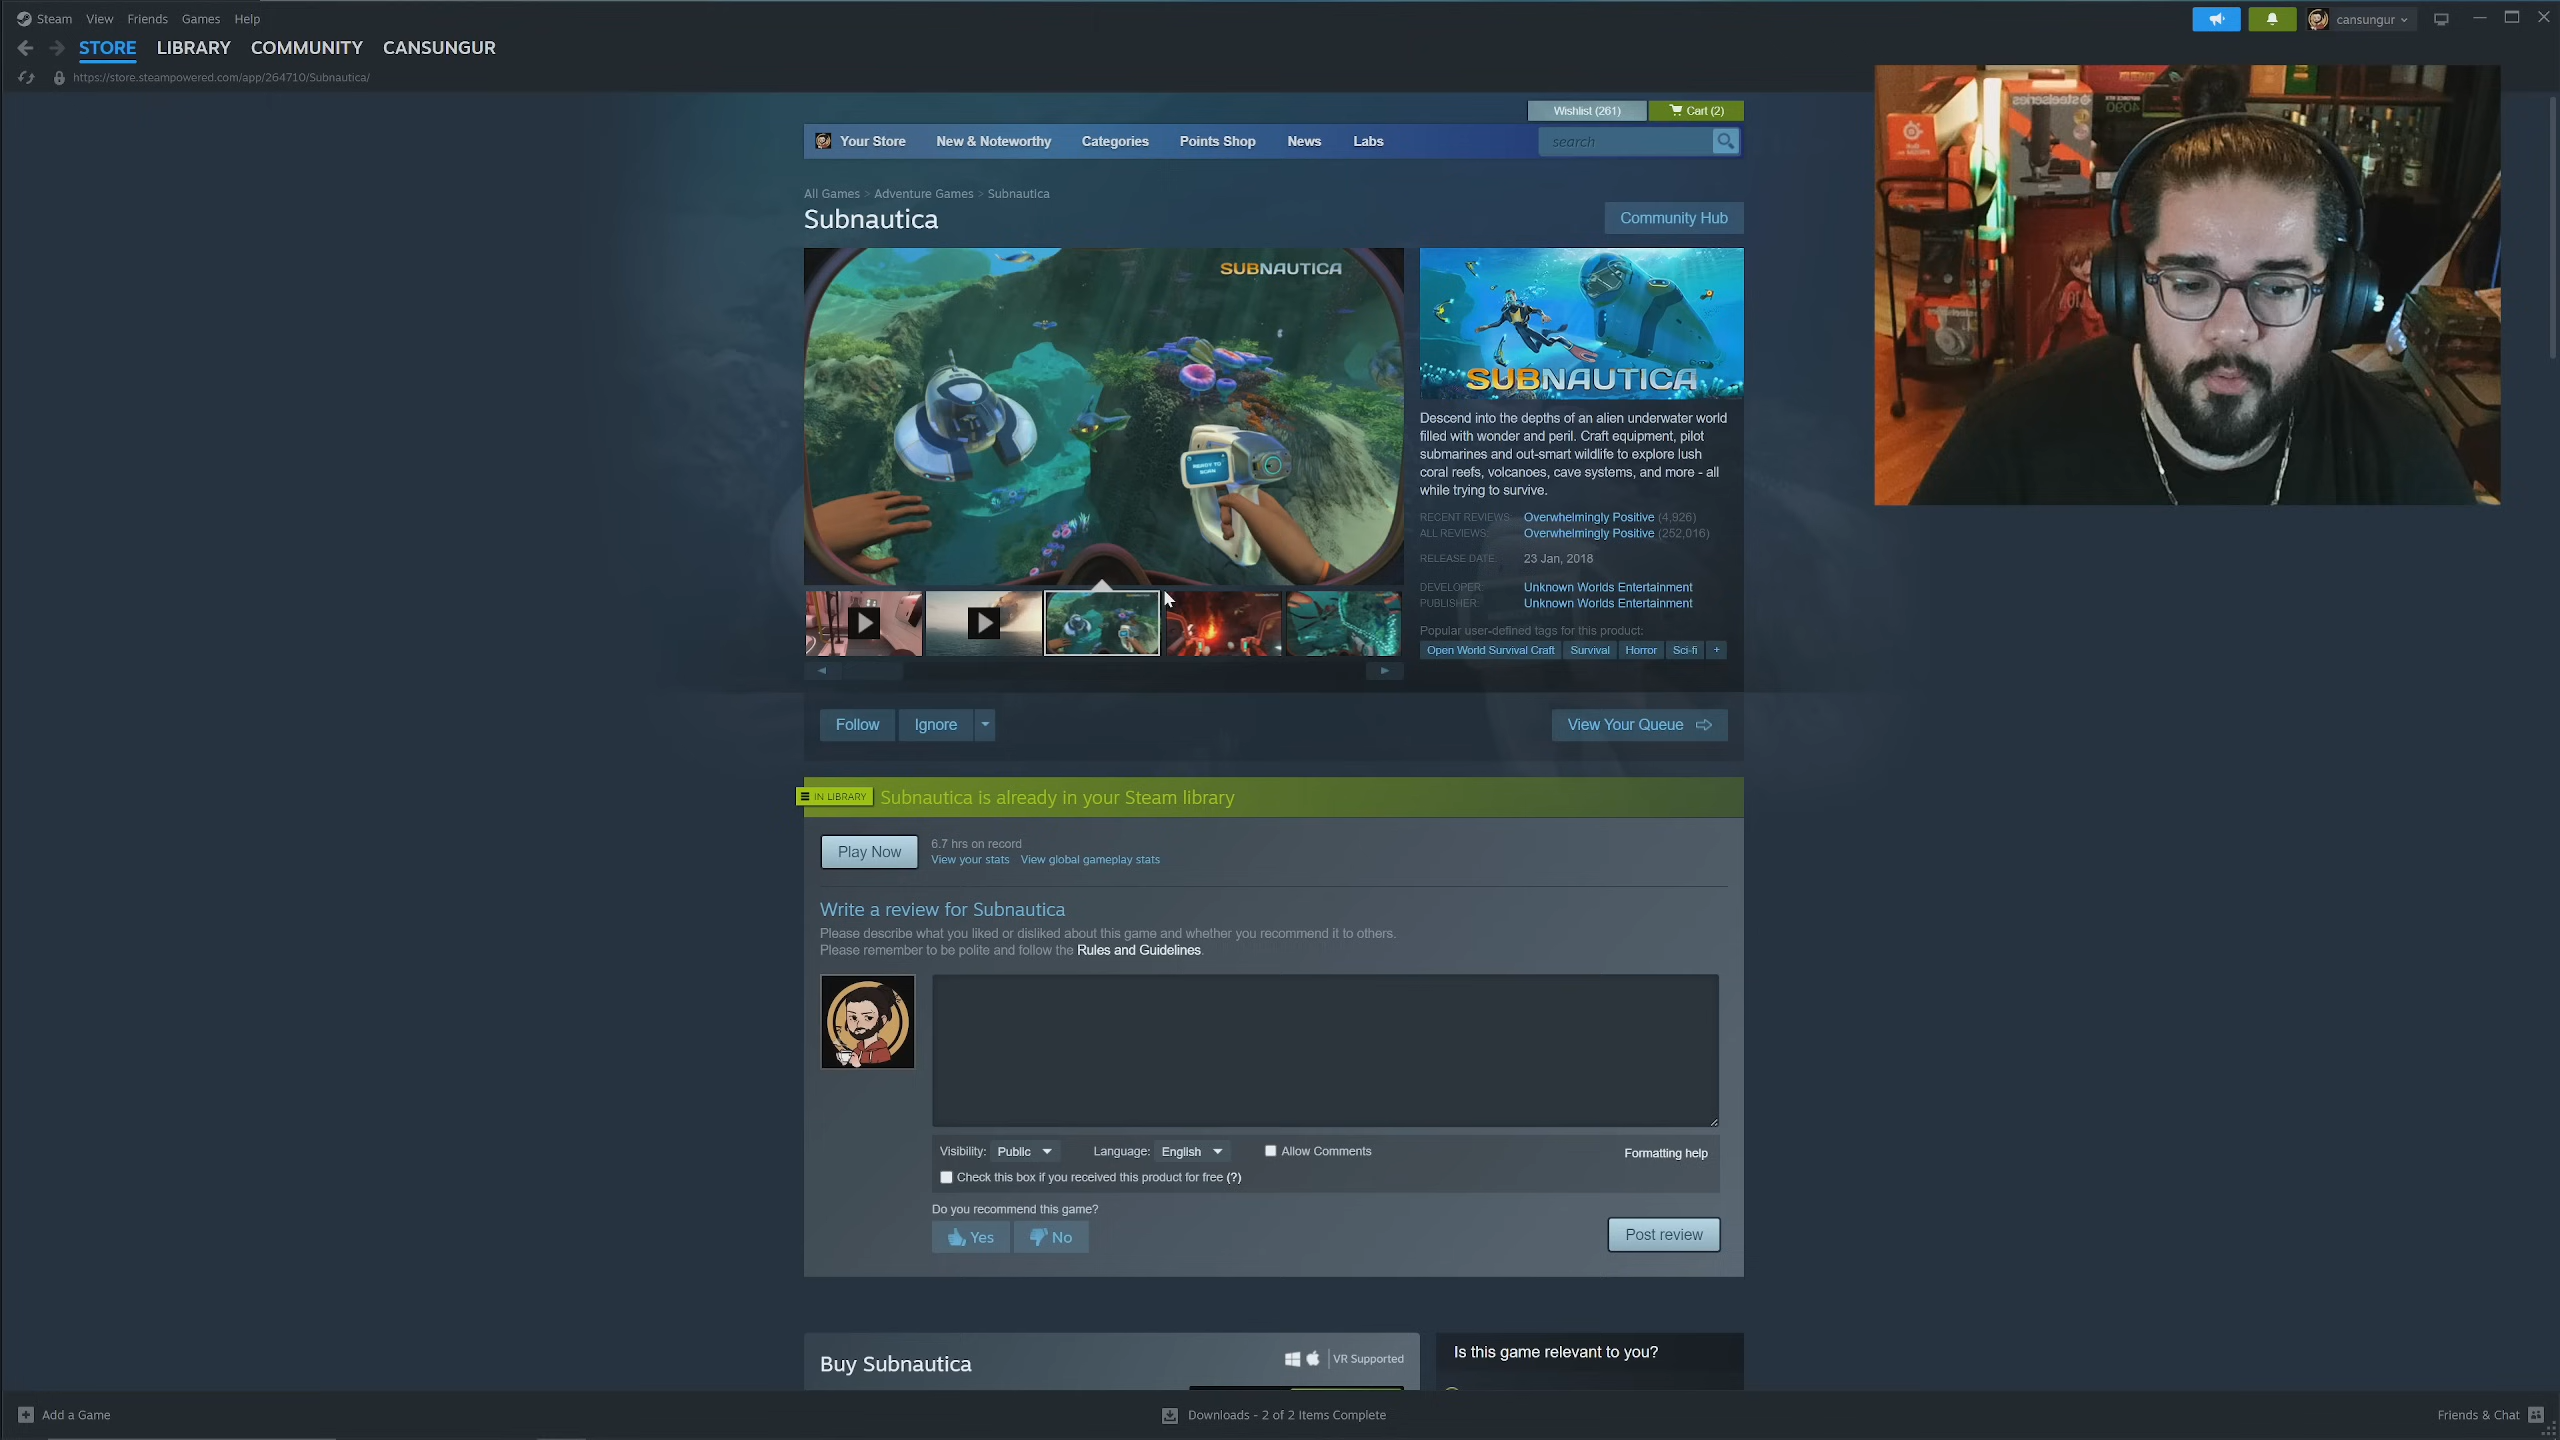 Steam View Friends Games Help
cansungur
STORE LIBRARY COMMUNITY CANSUNGUR
https://store.steampowered.com/app/264710/Subnautica/
Wishlist (261) Cart (2)
Your Store New & Noteworthy Categories Points Shop News Labs search
All Games > Adventure Games > Subnautica
Subnautica
Community Hub
SUBNAUTICA
READY TO SCAN
SUBNAUTICA
Descend into the depths of an alien underwater world
filled with wonder and peril. Craft equipment, pilot
submarines and out-smart wildlife to explore lush
coral reefs, volcanoes, cave systems, and more - all
while trying to survive.
RECENT REVIEWS: Overwhelmingly Positive (4,926)
ALL REVIEWS: Overwhelmingly Positive (252,016)
RELEASE DATE: 23 Jan, 2018
DEVELOPER: Unknown Worlds Entertainment
PUBLISHER: Unknown Worlds Entertainment
Popular user-defined tags for this product:
Open World Survival Craft Survival Horror Sci-fi +
Follow Ignore View Your Queue
IN LIBRARY Subnautica is already in your Steam library
Play Now
6.7 hrs on record
View your stats View global gameplay stats
Write a review for Subnautica
Please describe what you liked or disliked about this game and whether you recommend it to others.
Please remember to be polite and follow the Rules and Guidelines.
Visibility: Public Language: English Allow Comments Formatting help
Check this box if you received this product for free (?)
Do you recommend this game?
Yes No
Post review
Buy Subnautica VR Supported
Is this game relevant to you?
Add a Game
Downloads - 2 of 2 Items Complete
Friends & Chat
steelseries
4090